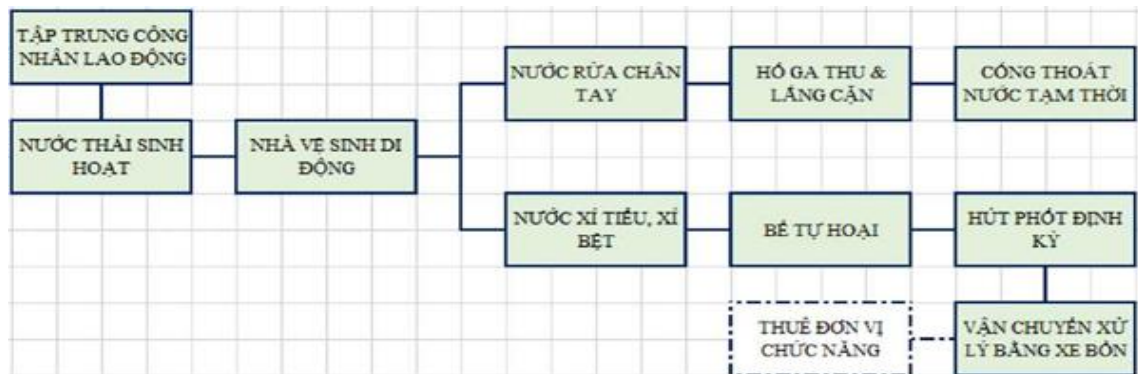 TẬP TRUNG CÔNG
NHÂN LAO ĐỘNG
NƯỚC THẢI SINH
HOẠT
NHÀ VỆ SINH DI
ĐỘNG
NƯỚC RỬA CHÂN
TAY
HỐ GA THU &
LẮNG CẶN
CỐNG THOÁT
NƯỚC TẠM THỜI
NƯỚC XÍ TIỂU, XÍ
BỆT
BỂ TỰ HOẠI
HÚT PHỐT ĐỊNH
KỲ
THUÊ ĐƠN VỊ
CHỨC NĂNG
VẬN CHUYỂN XỬ
LÝ BẰNG XE BỒN